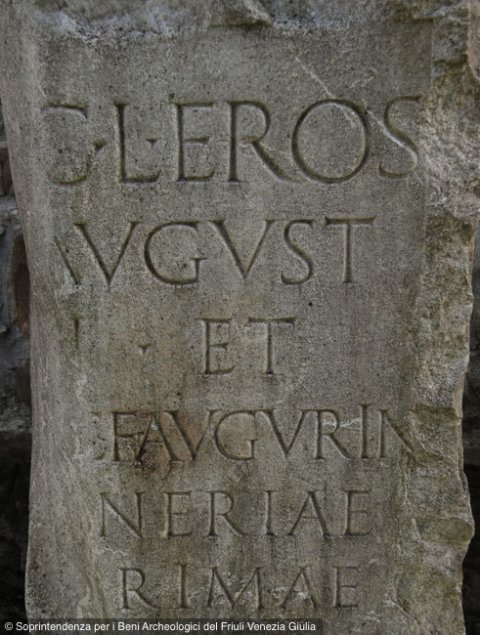 G·L·EROS
AVGVST
· ET
F AVGVRIN
NERIAE
RIMAE
© Soprintendenza per i Beni Archeologici del Friuli Venezia Giulia